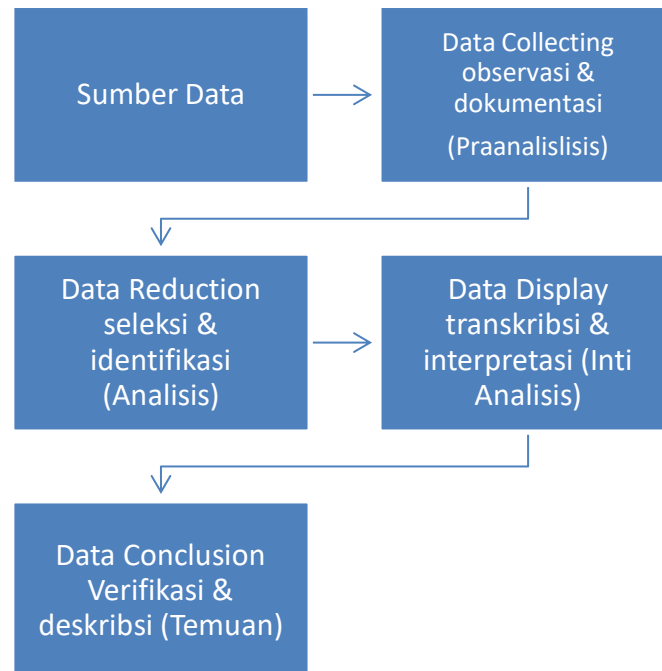 Sumber Data
Data Collecting
observasi &
dokumentasi
(Praanalislisis)
Data Reduction
seleksi &
identifikasi
(Analisis)
Data Display
transkribsi &
interpretasi (Inti
Analisis)
Data Conclusion
Verifikasi &
deskribsi (Temuan)